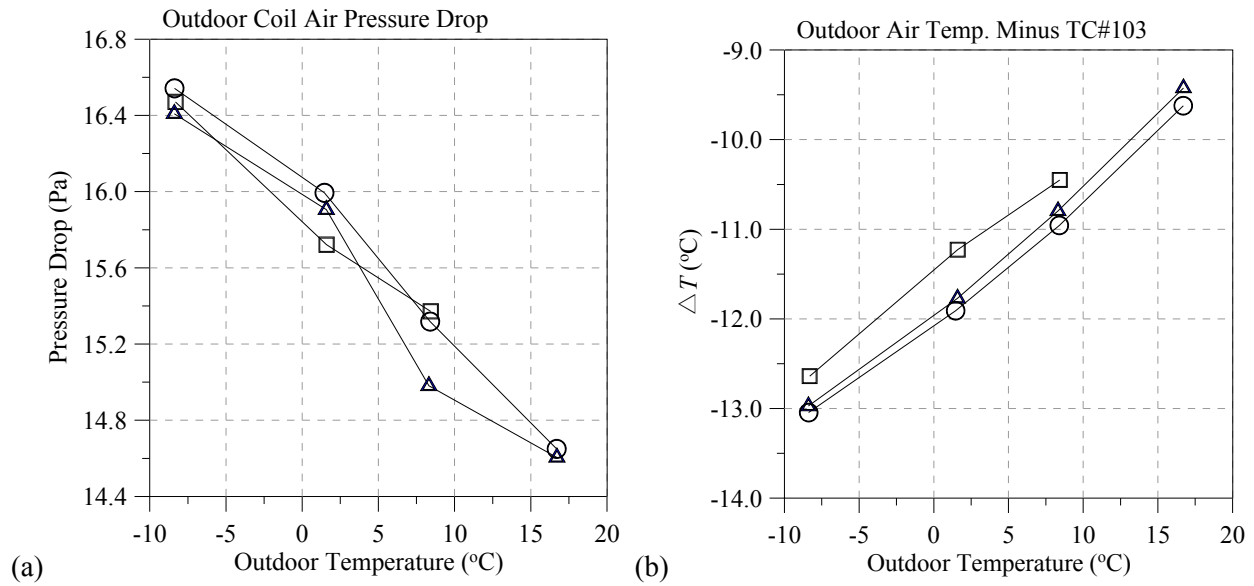 Outdoor Coil Air Pressure Drop
16.8
16.4
16.0
15.6
15.2
14.8
14.4
Pressure Drop (Pa)
-10 -5 0 5 10 15 20
Outdoor Temperature (°C)
(a)
Outdoor Air Temp. Minus TC#103
-9.0
-10.0
-11.0
-12.0
-13.0
-14.0
△T (°C)
-10 -5 0 5 10 15 20
Outdoor Temperature (°C)
(b)